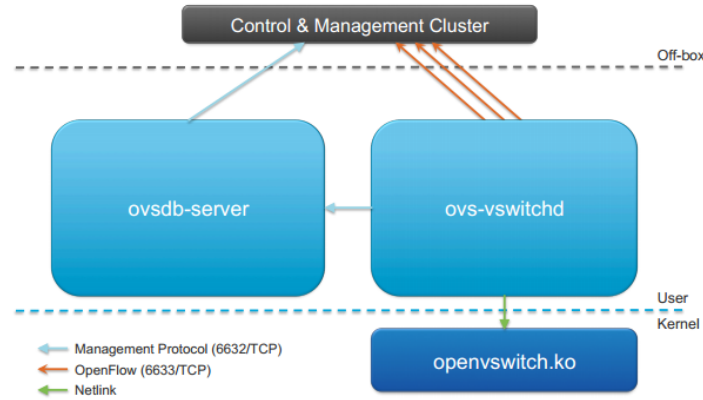 Control & Management Cluster
Off-box
ovsdb-server
ovs-vswitchd
User
Kernel
Management Protocol (6632/TCP)
OpenFlow (6633/TCP)
Netlink
openvswitch.ko